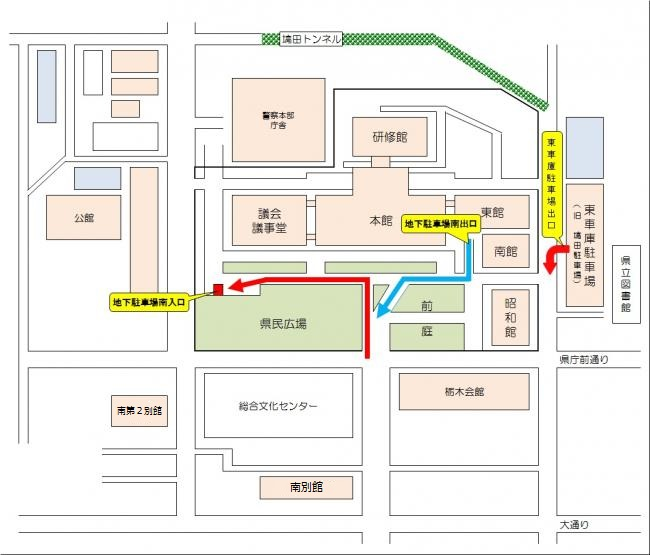 塙田トンネル
警察本部
庁舎
研修館
東車庫駐車場出口
公館
議会
議事堂
本館
東館
地下駐車場南出口
南館
東車庫駐車場
(旧 塙田駐車場)
県立図書館
地下駐車場南入口
県民広場
前庭
昭和館
県庁前通り
南第2別館
総合文化センター
栃木会館
南別館
大通り